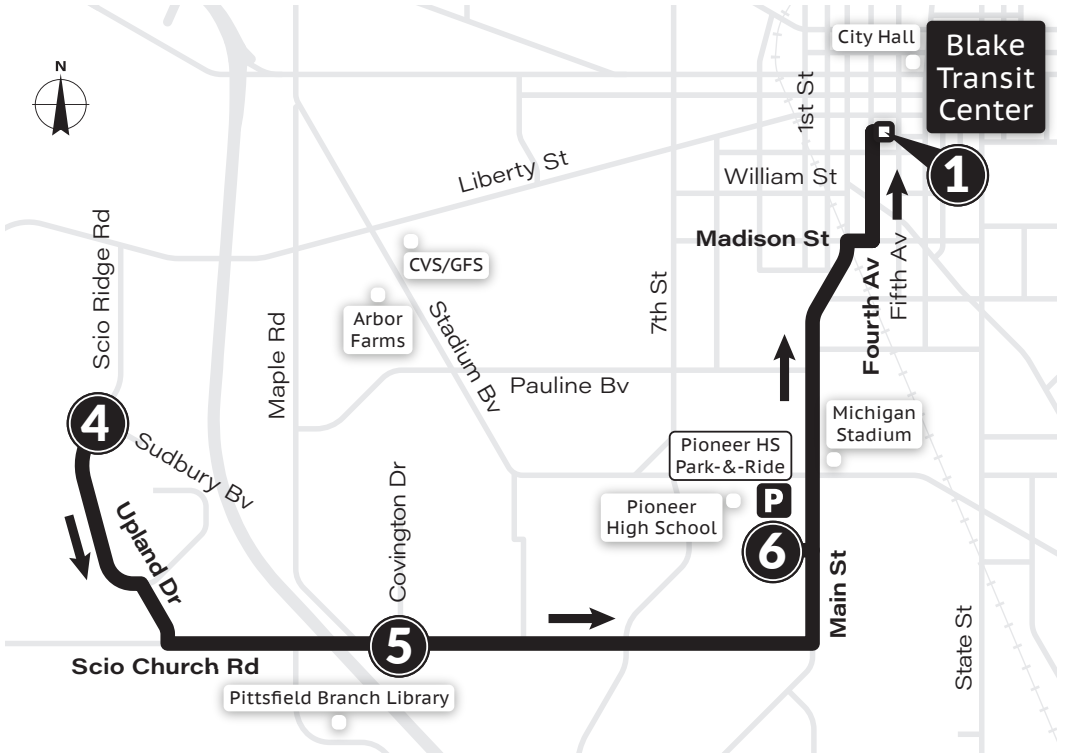 City Hall
Blake
Transit
Center
N
1st St
Liberty St
William St
1
Scio Ridge Rd
Madison St
CVS/GFS
Fifth Av
Fourth Av
7th St
Arbor
Farms
Maple Rd
Stadium Bv
Pauline Bv
4
Sudbury Bv
Michigan
Stadium
Pioneer HS
Park-&-Ride
P
Pioneer
High School
Covington Dr
Upland Dr
6
Main St
State St
5
Scio Church Rd
Pittsfield Branch Library